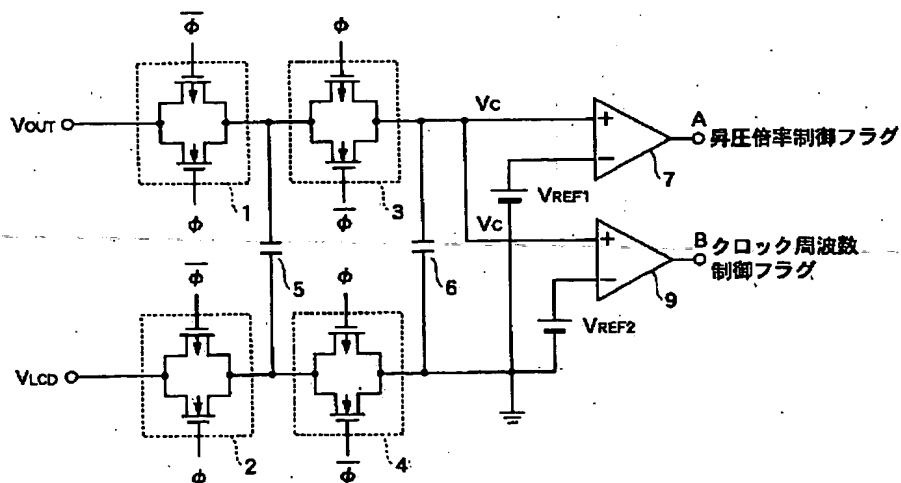 φ̅
φ
φ̅
φ
VOUT
φ
1
φ̅
3
VC
A
昇圧倍率制御フラグ
+
−
7
VREF1
VC
B
クロック周波数
制御フラグ
+
−
9
VREF2
5
6
φ̅
φ
VLCD
φ
2
φ̅
4